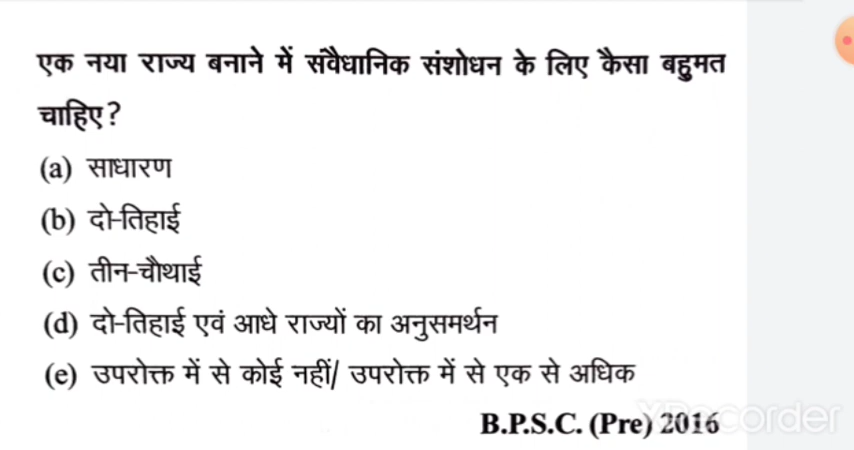 एक नया राज्य बनाने में संवैधानिक संशोधन के लिए कैसा बहुमत
चाहिए?
(a) साधारण
(b) दो-तिहाई
(c) तीन-चौथाई
(d) दो-तिहाई एवं आधे राज्यों का अनुसमर्थन
(e) उपरोक्त में से कोई नहीं/ उपरोक्त में से एक से अधिक
B.P.S.C. (Pre) 2016
XRecorder